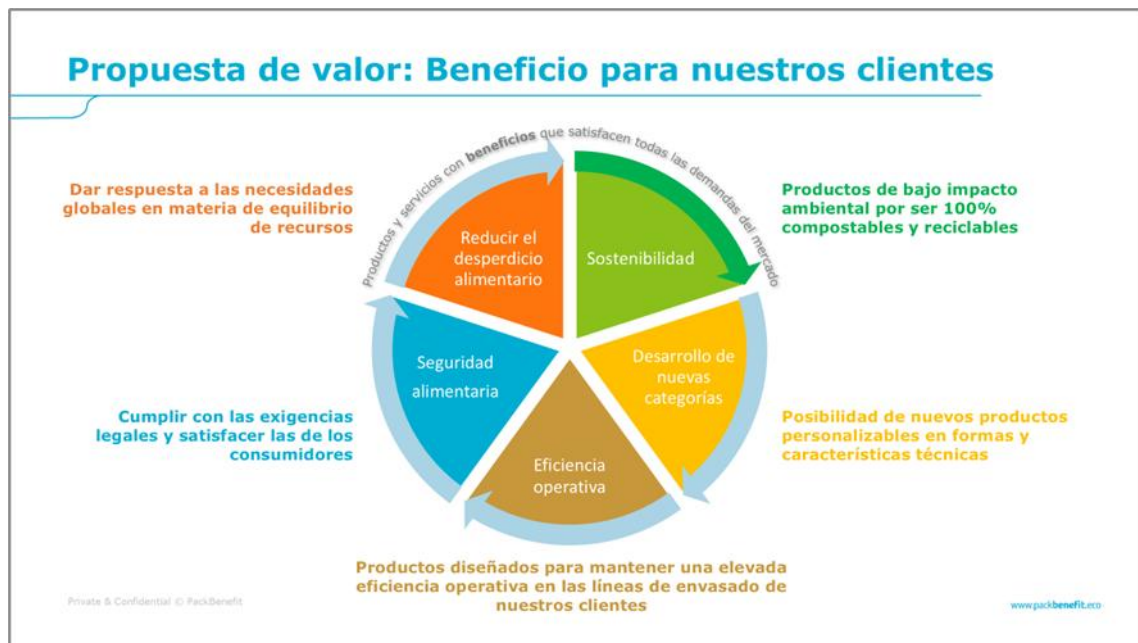 Propuesta de valor: Beneficio para nuestros clientes
Productos y servicios con beneficios que satisfacen todas las demandas del mercado
Dar respuesta a las necesidades
globales en materia de equilibrio
de recursos
Reducir el
desperdicio
alimentario
Sostenibilidad
Productos de bajo impacto
ambiental por ser 100%
compostables y reciclables
Seguridad
alimentaria
Desarrollo de
nuevas
categorías
Cumplir con las exigencias
legales y satisfacer las de los
consumidores
Posibilidad de nuevos productos
personalizables en formas y
características técnicas
Eficiencia
operativa
Productos diseñados para mantener una elevada
eficiencia operativa en las líneas de envasado de
nuestros clientes
Private & Confidential © PackBenefit
www.packbenefit.eco